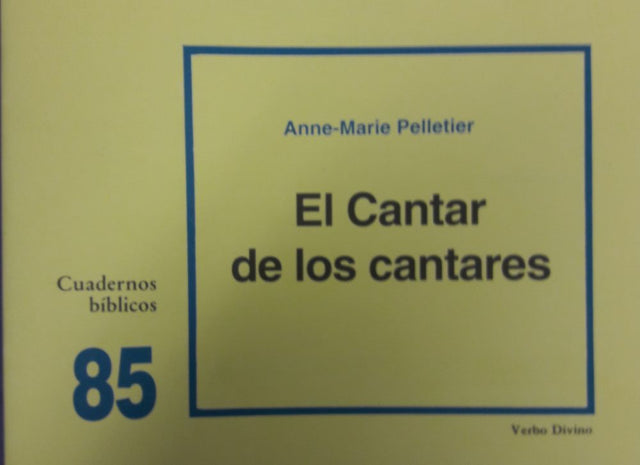 Anne-Marie Pelletier
El Cantar
de los cantares
Cuadernos
bíblicos
85
Verbo Divino